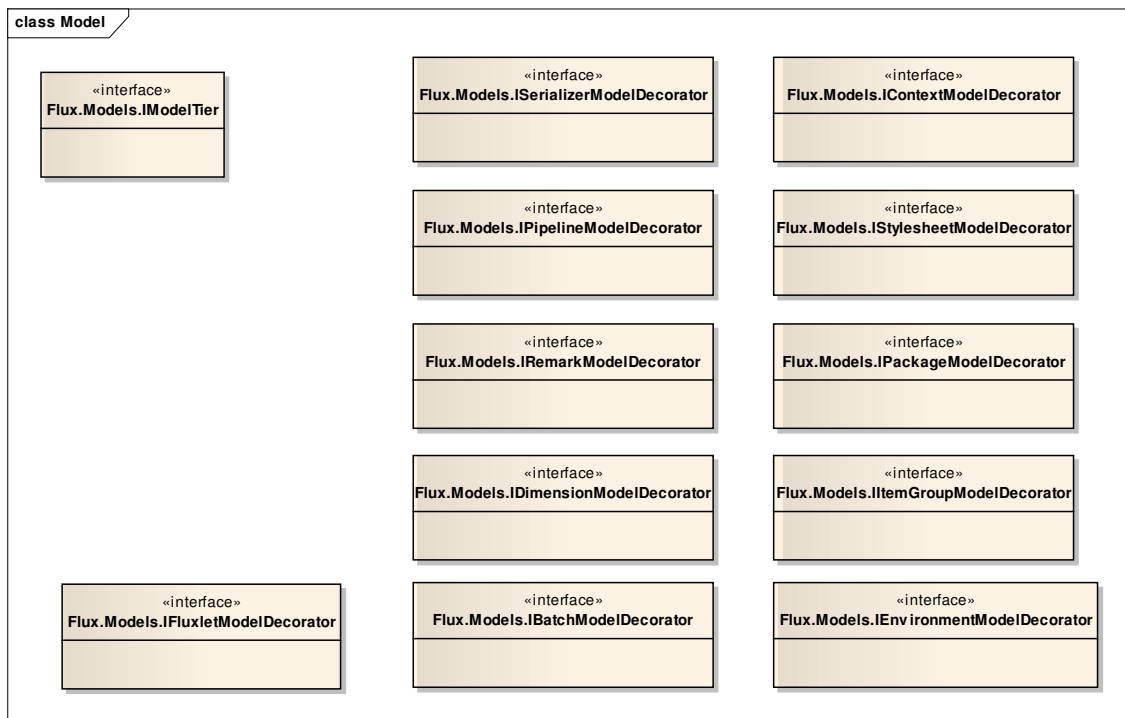 class Model
«interface»
Flux.Models.IModelTier
«interface»
Flux.Models.ISerializerModelDecorator
«interface»
Flux.Models.IContextModelDecorator
«interface»
Flux.Models.IPipelineModelDecorator
«interface»
Flux.Models.IStylesheetModelDecorator
«interface»
Flux.Models.IRemarkModelDecorator
«interface»
Flux.Models.IPackageModelDecorator
«interface»
Flux.Models.IDimensionModelDecorator
«interface»
Flux.Models.IItemGroupModelDecorator
«interface»
Flux.Models.IFluxletModelDecorator
«interface»
Flux.Models.IBatchModelDecorator
«interface»
Flux.Models.IEnvironmentModelDecorator